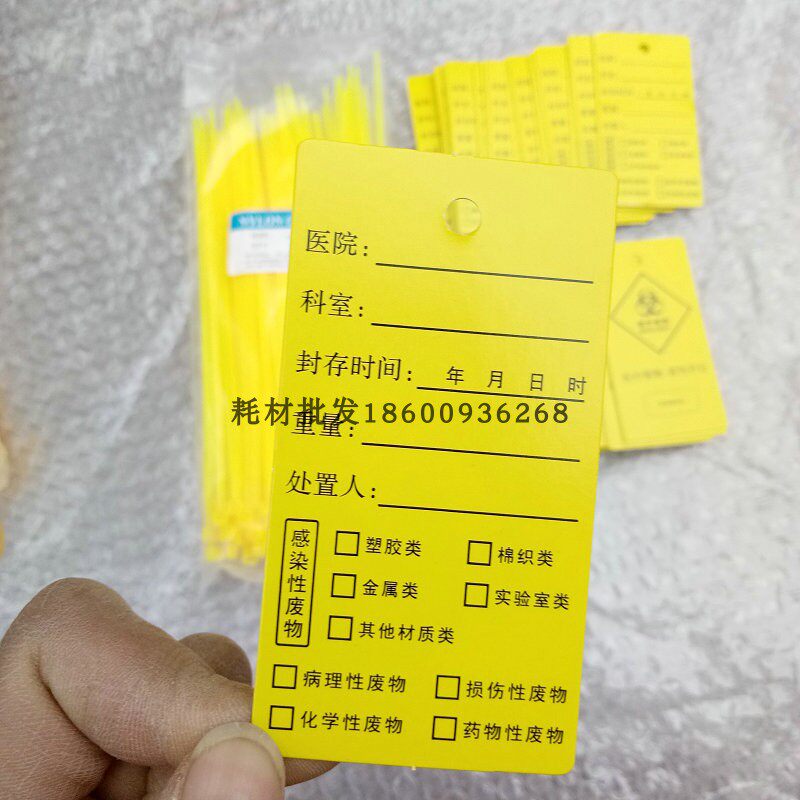 医院:
科室:
封存时间: 年 月 日 时
耗材批发18600936268
重量:
处置人:
感染性废物
塑胶类 棉织类
金属类 实验室类
其他材质类
病理性废物 损伤性废物
化学性废物 药物性废物